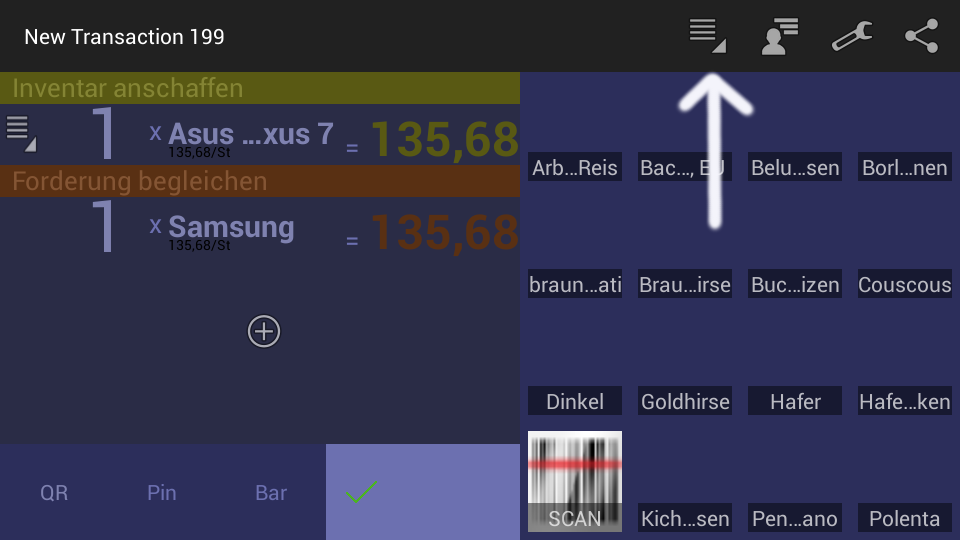 New Transaction 199
Inventar anschaffen
1 x Asus ...xus 7 = 135,68
135,68/St
Forderung begleichen
1 x Samsung = 135,68
135,68/St
QR Pin Bar
Arb...Reis Bac..., EU Belu...sen Borl...nen
braun...ati Brau...irse Buc...izen Couscous
Dinkel Goldhirse Hafer Hafe...ken
SCAN Kich...sen Pen...ano Polenta